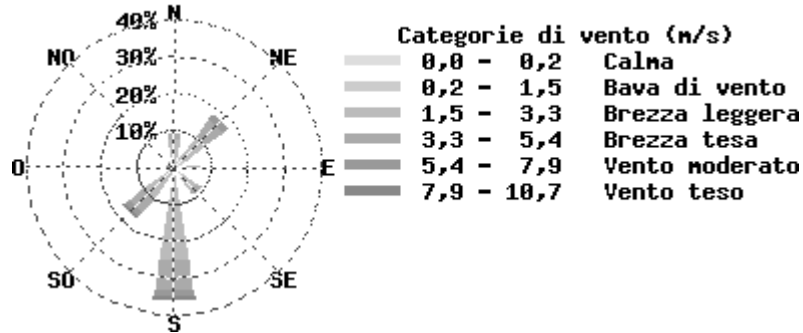 N
40%
30%
20%
10%
NO
NE
O
E
SO
SE
S
Categorie di vento (m/s)
0,0 - 0,2 Calma
0,2 - 1,5 Bava di vento
1,5 - 3,3 Brezza leggera
3,3 - 5,4 Brezza tesa
5,4 - 7,9 Vento moderato
7,9 - 10,7 Vento teso